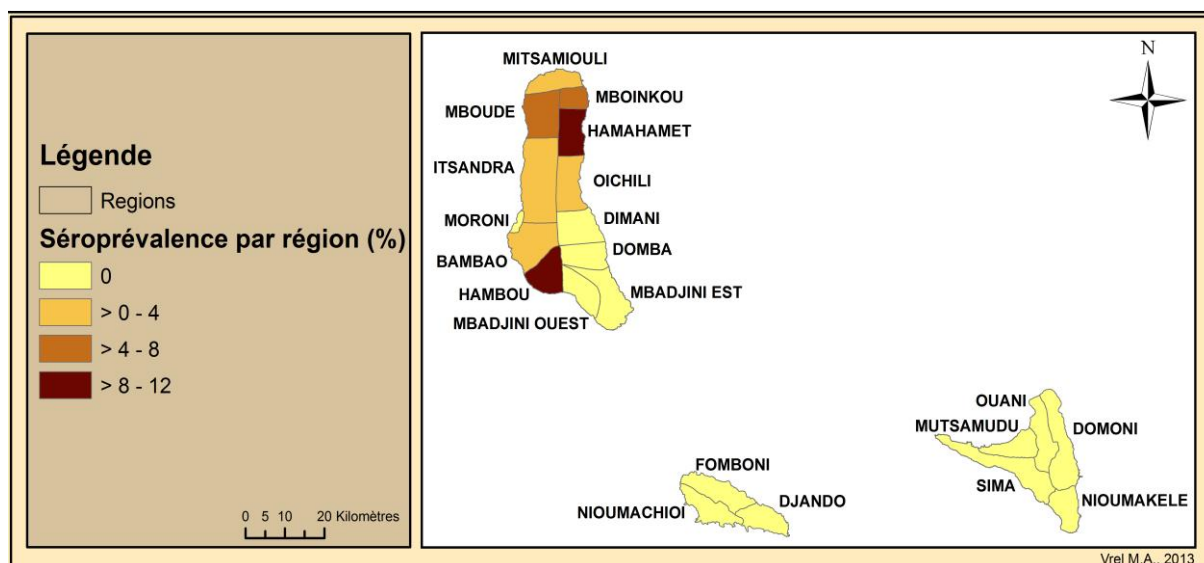 Légende
Regions
Séroprévalence par région (%)
0
> 0 - 4
> 4 - 8
> 8 - 12
0 5 10 20 Kilomètres
N
MITSAMIOULI
MBOUDE
MBOINKOU
HAMAHAMET
ITSANDRA
OICHILI
MORONI
DIMANI
DOMBA
BAMBAO
HAMBOU
MBADJINI EST
MBADJINI OUEST
OUANI
MUTSAMUDU
DOMONI
SIMA
NIOUMAKELE
FOMBONI
NIOUMACHIOI
DJANDO
Vrel M.A., 2013